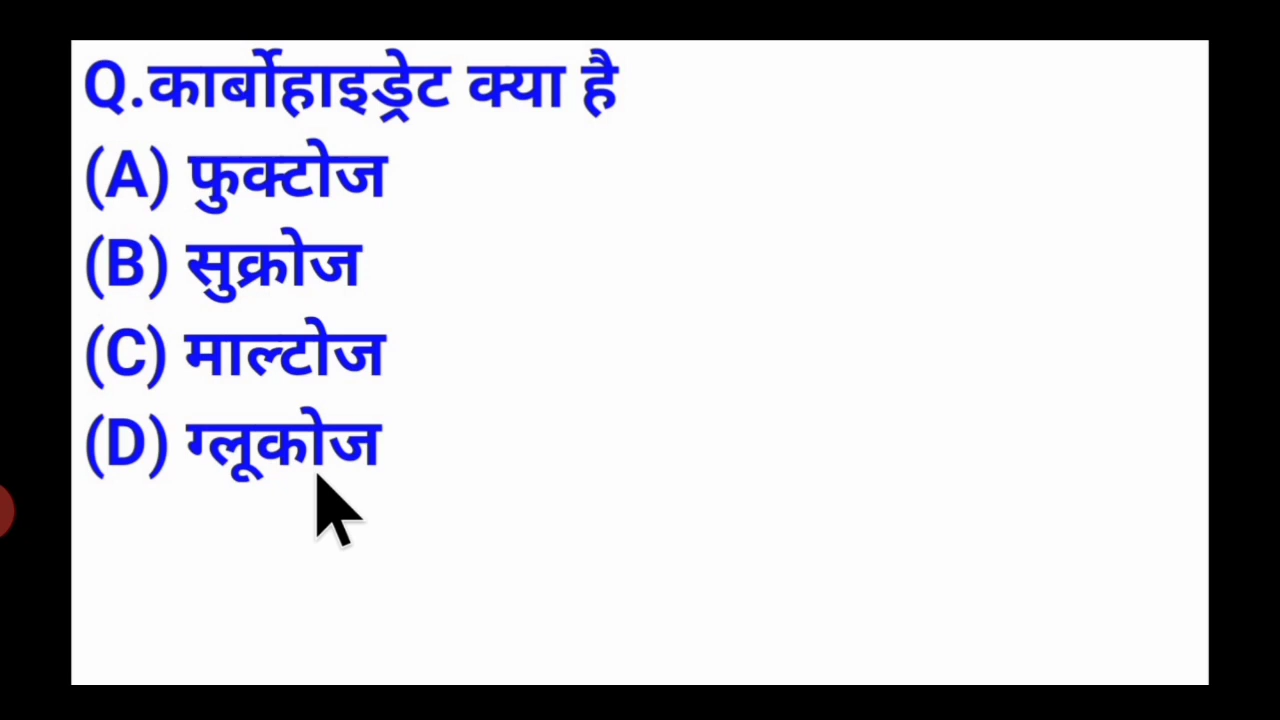 Q.कार्बोहाइड्रेट क्या है
(A) फुक्टोज
(B) सुक्रोज
(C) माल्टोज
(D) ग्लूकोज